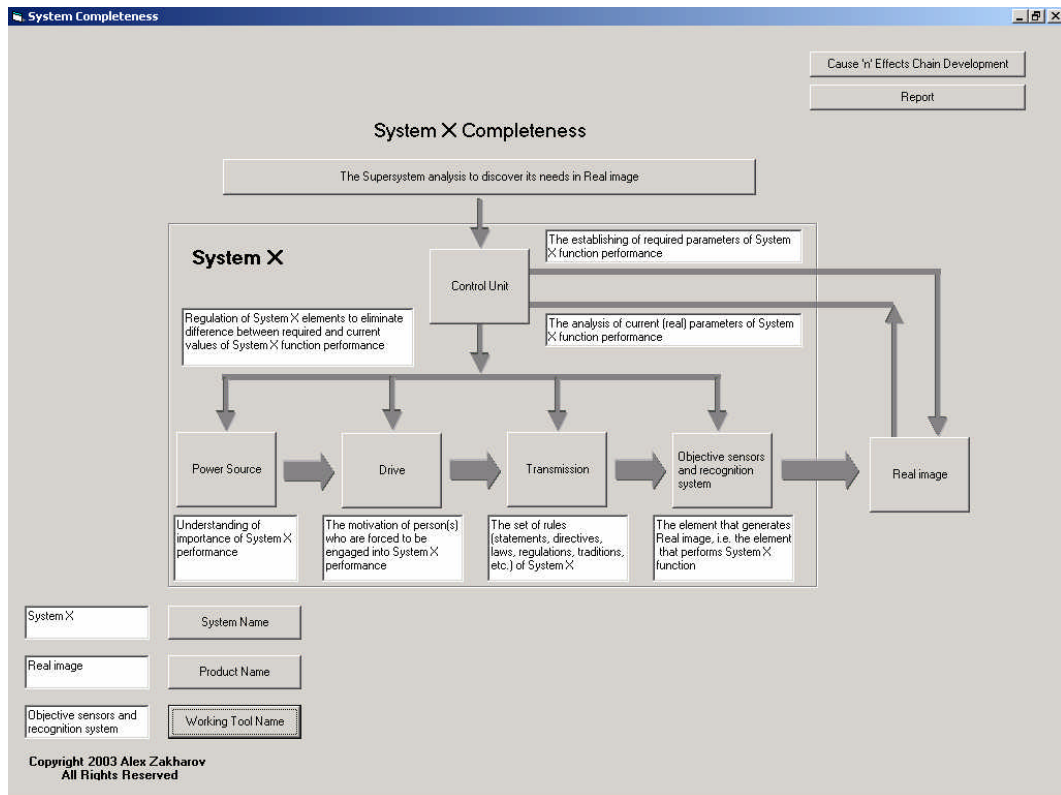 System Completeness
Cause 'n' Effects Chain Development
Report
System X Completeness
The Supersystem analysis to discover its needs in Real image
System X
Control Unit
The establishing of required parameters of System
X function performance
Regulation of System X elements to eliminate
difference between required and current
values of System X function performance
The analysis of current (real) parameters of System
X function performance
Power Source
Drive
Transmission
Objective sensors
and recognition
system
Real image
Understanding of
importance of System X
performance
The motivation of person(s)
who are forced to be
engaged into System X
performance
The set of rules
(statements, directives,
laws, regulations, traditions,
etc.) of System X
The element that generates
Real image, i.e. the element
that performs System X
function
System X
System Name
Real image
Product Name
Objective sensors and
recognition system
Working Tool Name
Copyright 2003 Alex Zakharov
All Rights Reserved